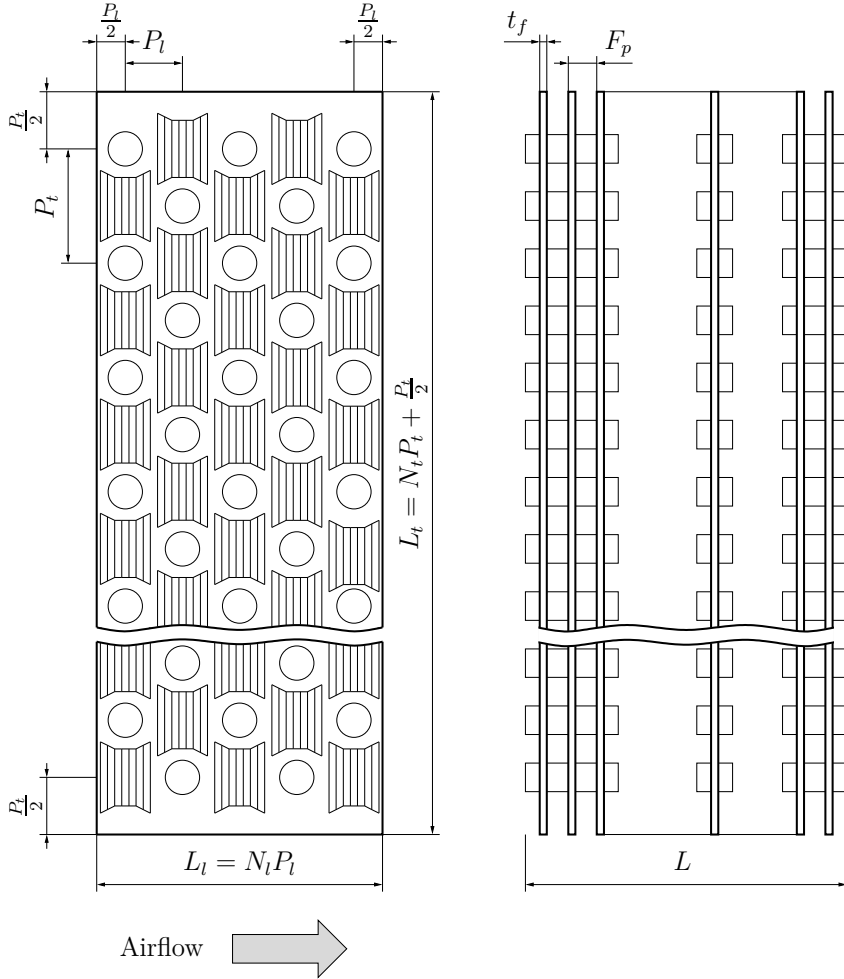 P_l/2
P_l
P_l/2
t_f
F_p
P_t/2
P_t
L_t = N_t P_t + P_t/2
P_t/2
L_l = N_l P_l
L
Airflow